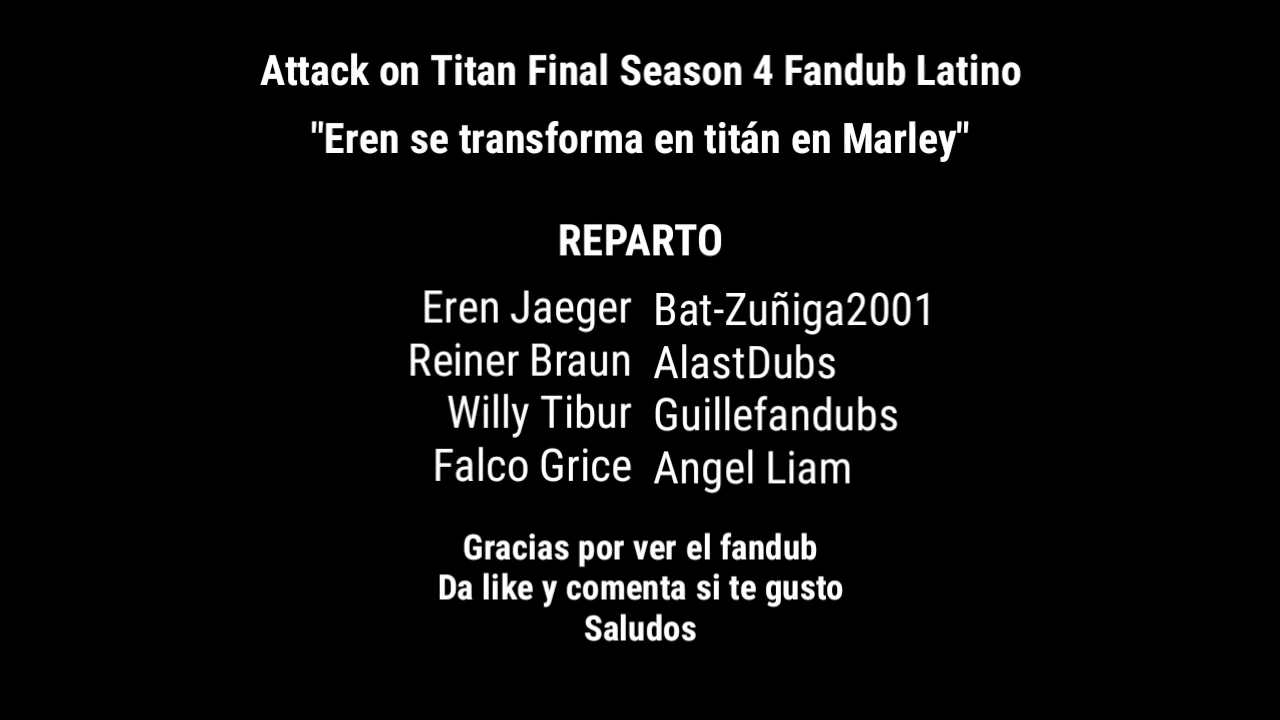 Attack on Titan Final Season 4 Fandub Latino
"Eren se transforma en titán en Marley"
REPARTO
Eren Jaeger Bat-Zuñiga2001
Reiner Braun AlastDubs
Willy Tibur Guillefandubs
Falco Grice Angel Liam
Gracias por ver el fandub
Da like y comenta si te gusto
Saludos